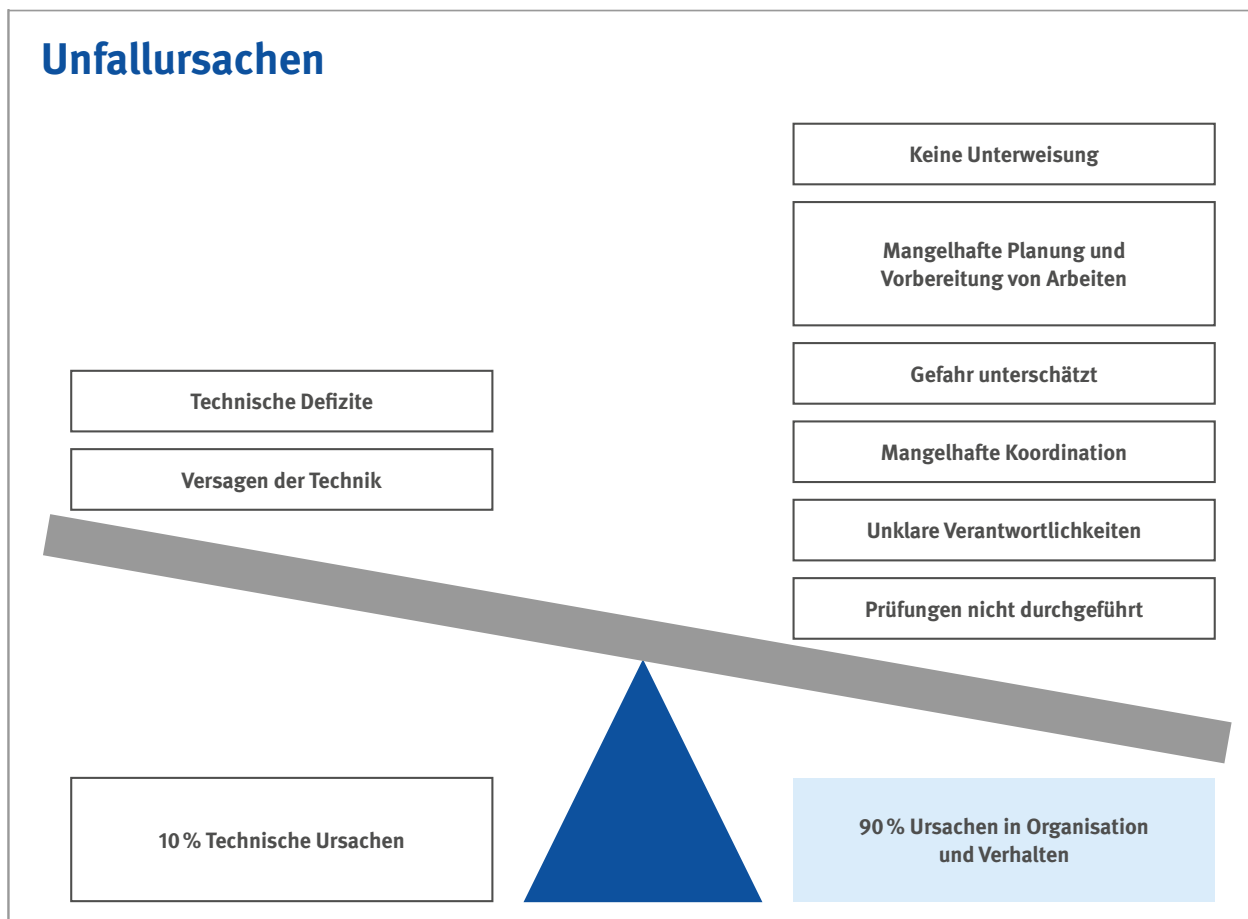 Unfallursachen
Keine Unterweisung
Mangelhafte Planung und
Vorbereitung von Arbeiten
Gefahr unterschätzt
Technische Defizite
Mangelhafte Koordination
Versagen der Technik
Unklare Verantwortlichkeiten
Prüfungen nicht durchgeführt
10 % Technische Ursachen
90 % Ursachen in Organisation
und Verhalten